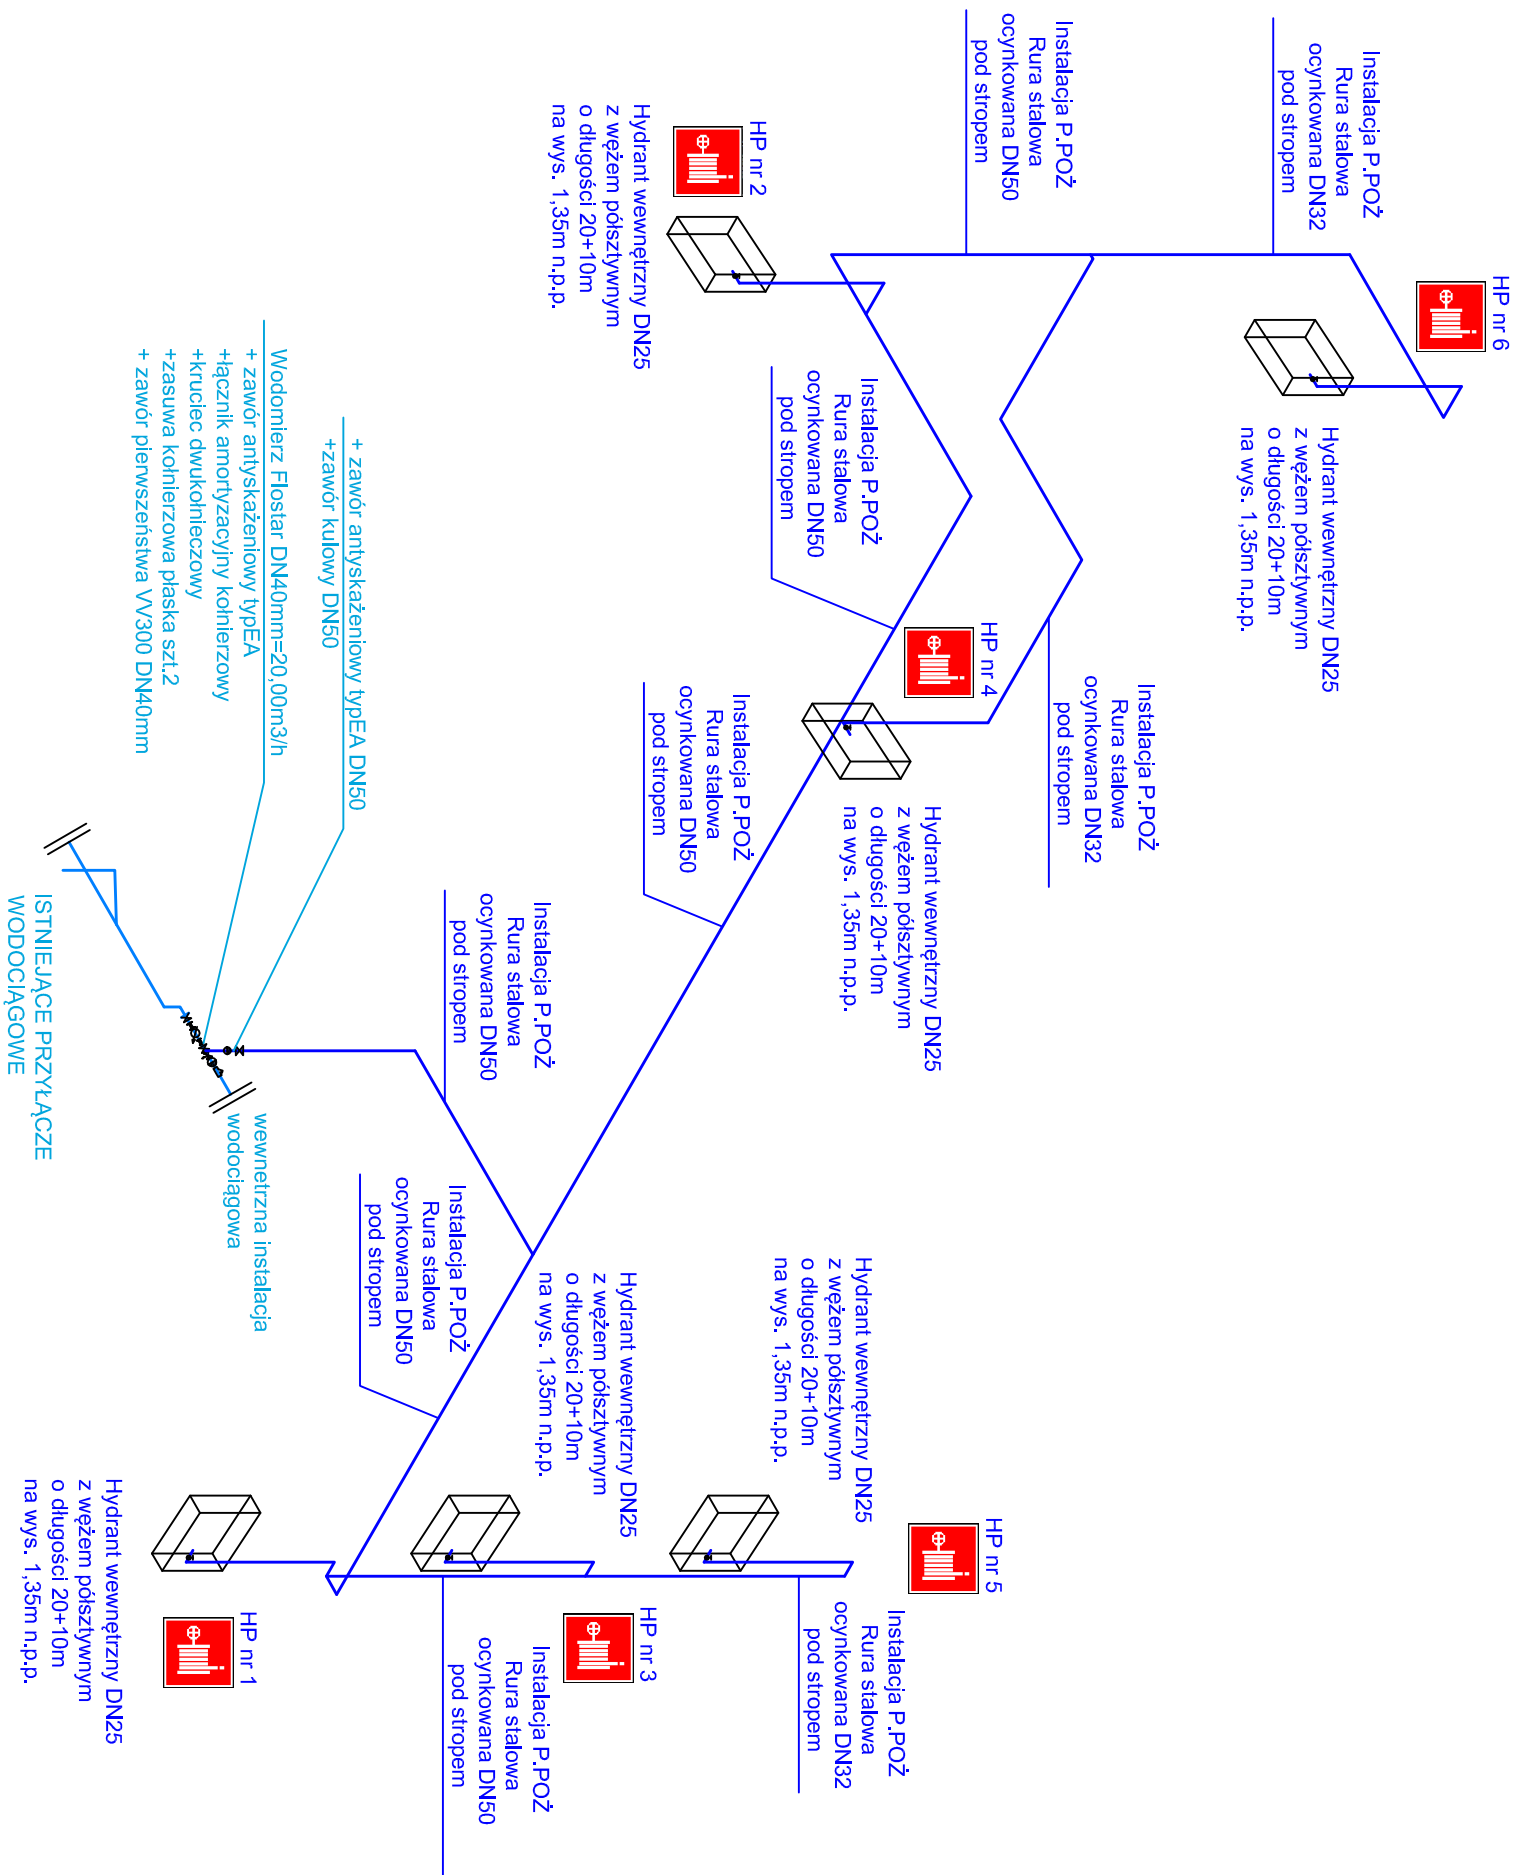 HP nr 6
Instalacja P.POŻ
Rura stalowa
ocynkowana DN32
pod stropem
Hydrant wewnętrzny DN25
z wężem półsztywnym
o długości 20+10m
na wys. 1,35m n.p.p.
Instalacja P.POŻ
Rura stalowa
ocynkowana DN50
pod stropem
Instalacja P.POŻ
Rura stalowa
ocynkowana DN32
pod stropem
HP nr 5
HP nr 4
Hydrant wewnętrzny DN25
z wężem półsztywnym
o długości 20+10m
na wys. 1,35m n.p.p.
Instalacja P.POŻ
Rura stalowa
ocynkowana DN32
pod stropem
Instalacja P.POŻ
Rura stalowa
ocynkowana DN50
pod stropem
Hydrant wewnętrzny DN25
z wężem półsztywnym
o długości 20+10m
na wys. 1,35m n.p.p.
HP nr 2
Hydrant wewnętrzny DN25
z wężem półsztywnym
o długości 20+10m
na wys. 1,35m n.p.p.
Instalacja P.POŻ
Rura stalowa
ocynkowana DN50
pod stropem
HP nr 3
Hydrant wewnętrzny DN25
z wężem półsztywnym
o długości 20+10m
na wys. 1,35m n.p.p.
Instalacja P.POŻ
Rura stalowa
ocynkowana DN50
pod stropem
Instalacja P.POŻ
Rura stalowa
ocynkowana DN50
pod stropem
Instalacja P.POŻ
Rura stalowa
ocynkowana DN50
pod stropem
+ zawór antyskażeniowy typEA DN50
+zawór kulowy DN50
Wodomierz Flostar DN40mm=20,00m3/h
+ zawór antyskażeniowy typEA
+łącznik amortyzacyjny kołnierzowy
+kruciec dwukołnieczowy
+zasuwa kołnierzowa płaska szt.2
+ zawór pierwszeństwa VV300 DN40mm
wewnetrzna instalacja
wodociągowa
HP nr 1
Hydrant wewnętrzny DN25
z wężem półsztywnym
o długości 20+10m
na wys. 1,35m n.p.p.
ISTNIEJĄCE PRZYŁĄCZE
WODOCIĄGOWE